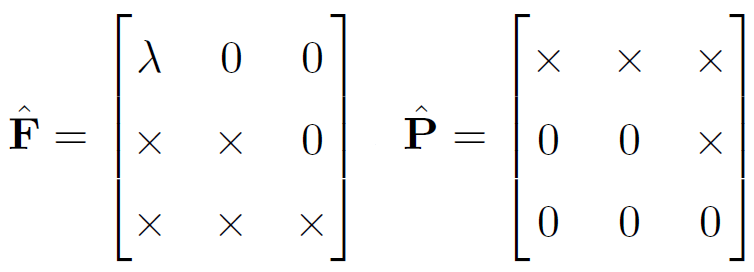 F̂ = [ λ 0 0 ; × × 0 ; × × × ] P̂ = [ × × × ; 0 0 × ; 0 0 0 ]